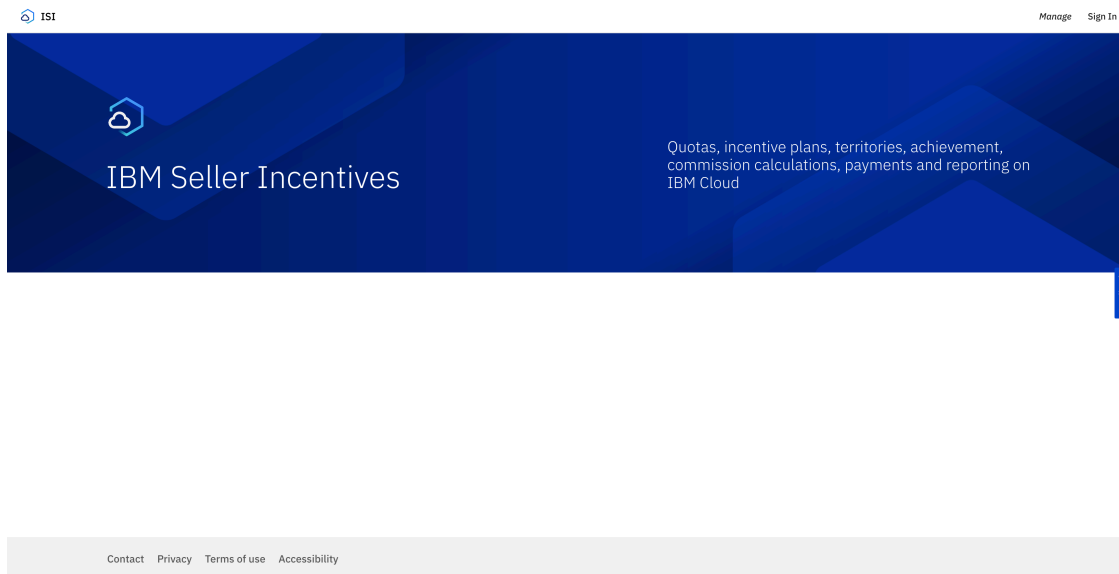 ISI
Manage Sign In
IBM Seller Incentives
Quotas, incentive plans, territories, achievement,
commission calculations, payments and reporting on
IBM Cloud
Contact Privacy Terms of use Accessibility